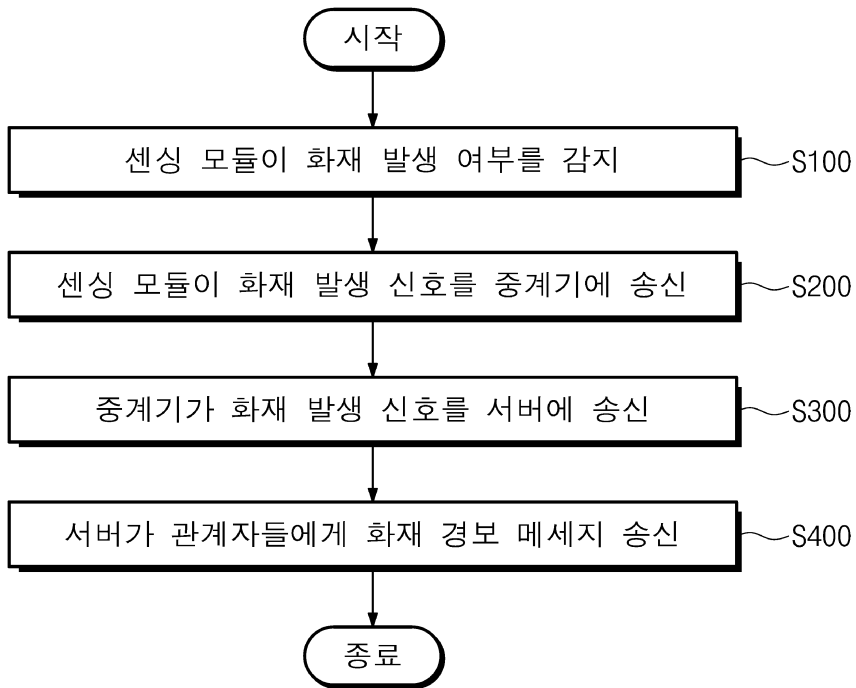 시작
센싱 모듈이 화재 발생 여부를 감지 S100
센싱 모듈이 화재 발생 신호를 중계기에 송신 S200
중계기가 화재 발생 신호를 서버에 송신 S300
서버가 관계자들에게 화재 경보 메세지 송신 S400
종료